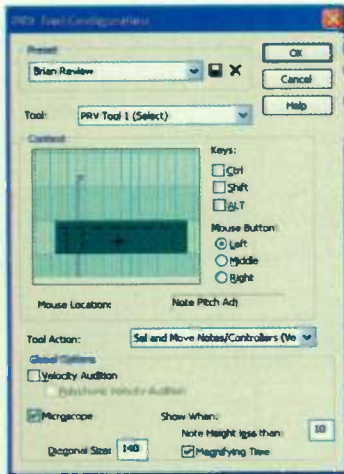 PRV Tool Configuration
Preset
Brian Review
OK
Cancel
Help
Tool:
PRV Tool 1 (Select)
Context
Keys:
Ctrl
Shift
ALT
Mouse Button:
Left
Middle
Right
Mouse Location:
Note Pitch Adj
Tool Action:
Sel and Move Notes/Controllers (Ve
Global Options
Velocity Audition
Polyphonic Velocity Audition
Microscope
Show When:
Note Height less than:
10
Diagonal Size:
140
Magnifying Time